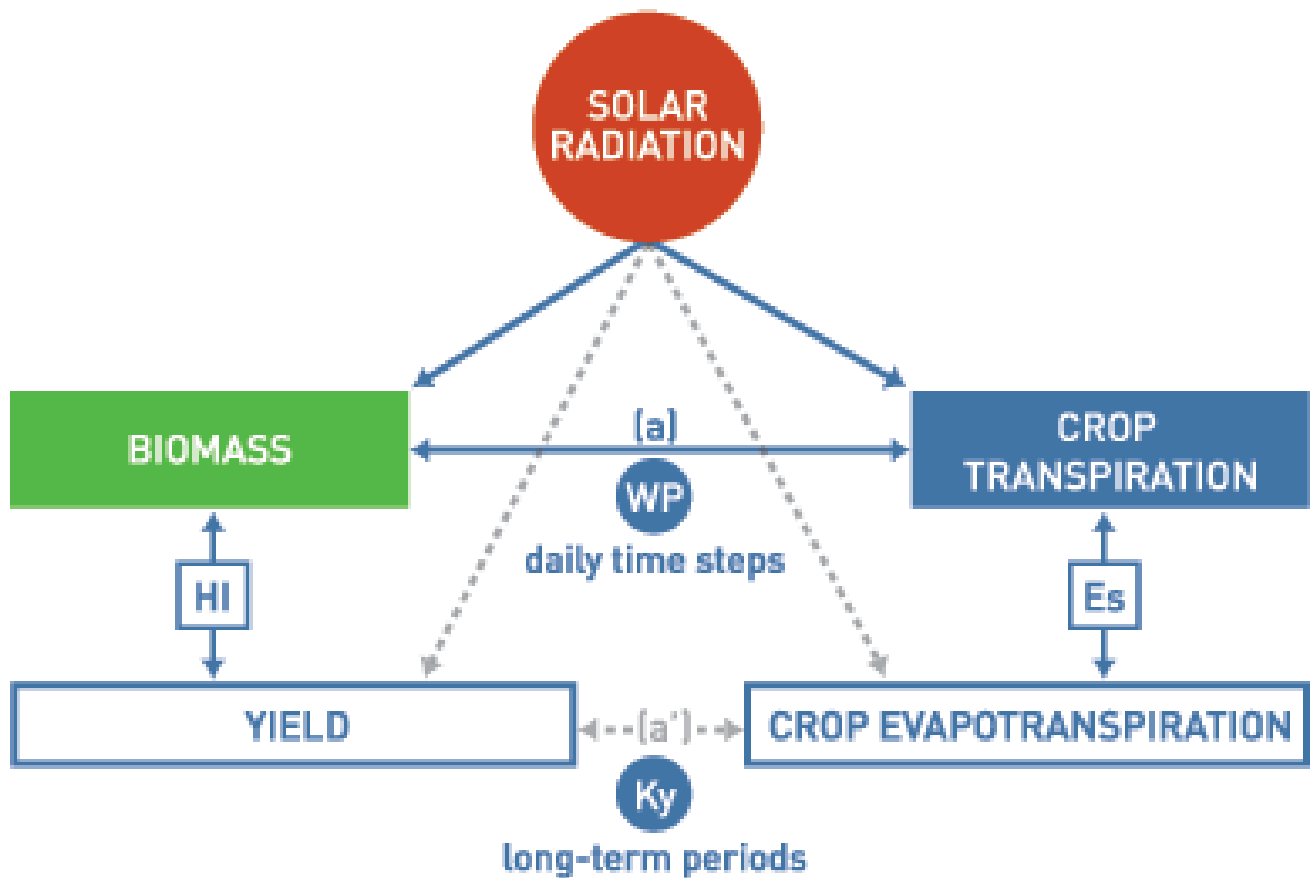 SOLAR
RADIATION
BIOMASS
(a)
WP
daily time steps
CROP
TRANSPIRATION
HI
Es
YIELD
(a')
CROP EVAPOTRANSPIRATION
Ky
long-term periods